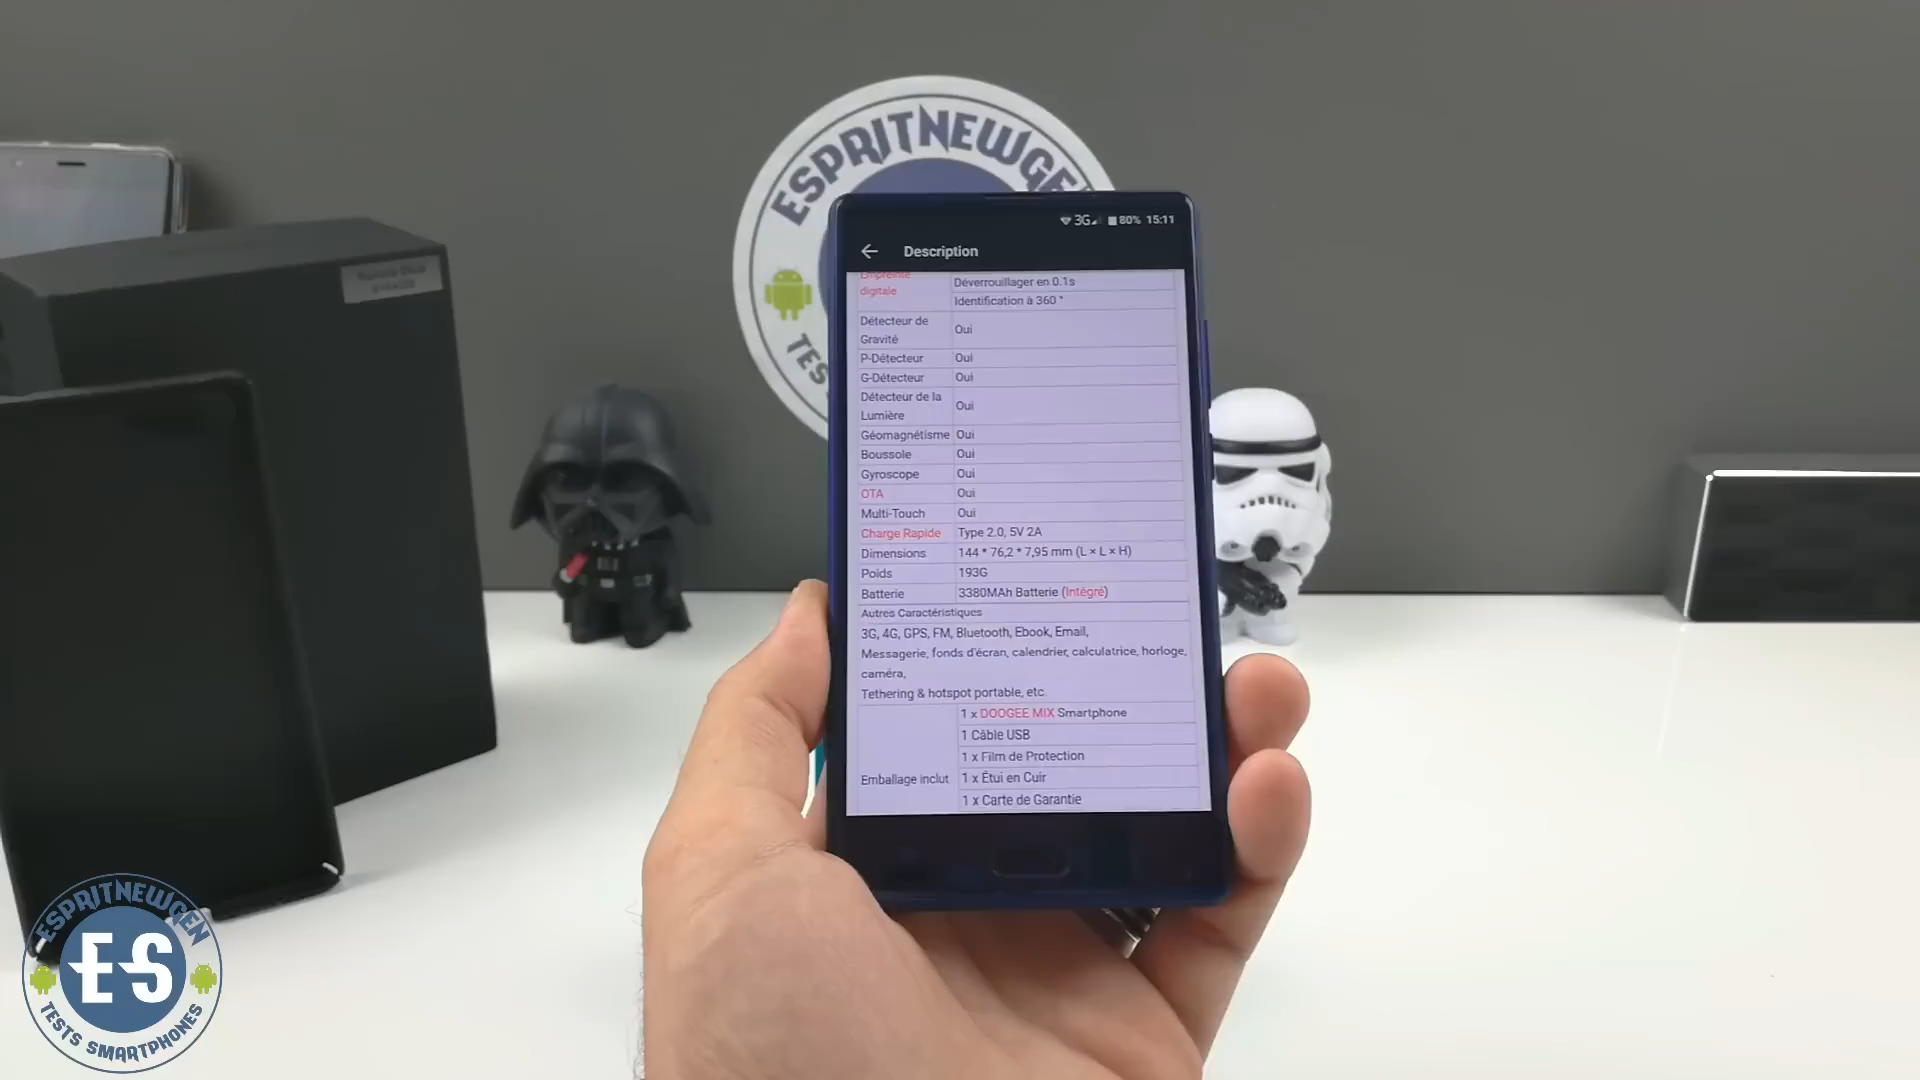 ESPRITNEWGEN
TES
3G 80% 15:11
Description
Empreinte digitale
Déverrouillager en 0.1s
Identification à 360 °
Détecteur de Gravité Oui
P-Détecteur Oui
G-Détecteur Oui
Détecteur de la Lumière Oui
Géomagnétisme Oui
Boussole Oui
Gyroscope Oui
OTA Oui
Multi-Touch Oui
Charge Rapide Type 2.0, 5V 2A
Dimensions 144 * 76,2 * 7,95 mm (L × L × H)
Poids 193G
Batterie 3380MAh Batterie (Intégré)
Autres Caractéristiques
3G, 4G, GPS, FM, Bluetooth, Ebook, Email,
Messagerie, fonds d'écran, calendrier, calculatrice, horloge,
caméra,
Tethering & hotspot portable, etc.
Emballage inclut
1 x DOOGEE MIX Smartphone
1 Câble USB
1 x Film de Protection
1 x Étui en Cuir
1 x Carte de Garantie
ESPRITNEWGEN
ES
TESTS SMARTPHONES